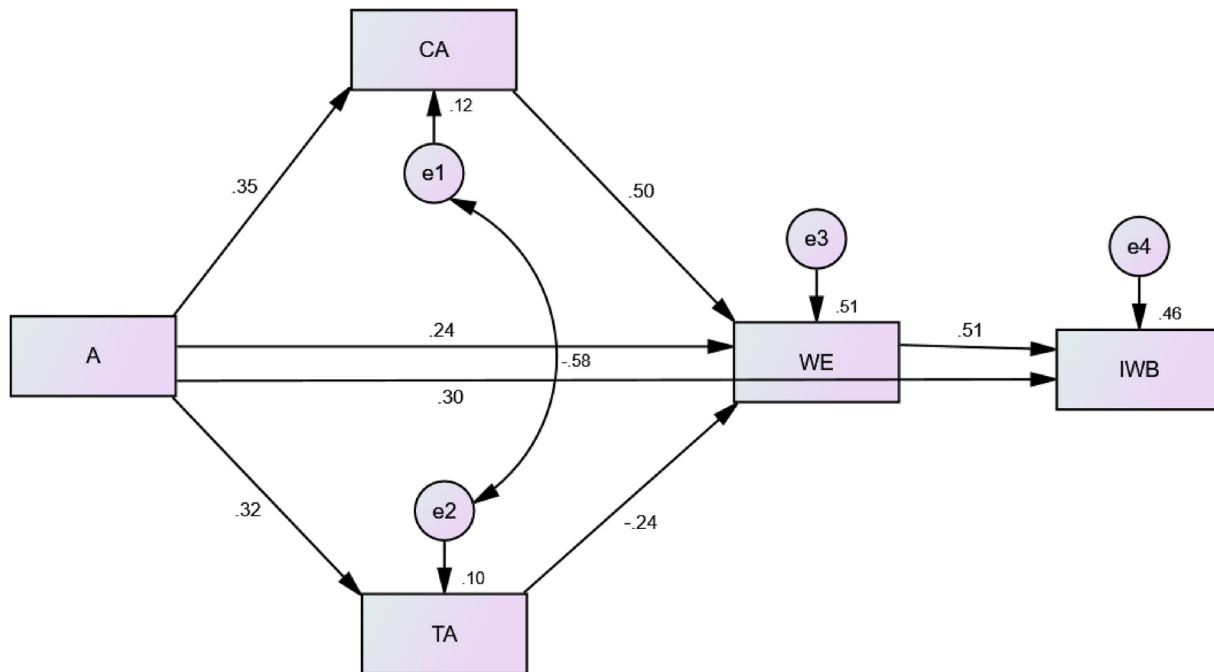 CA
.12
e1
.35
.50
e3
e4
.51
.46
A
.24
-.58
WE
.51
IWB
.30
.32
e2
-.24
.10
TA